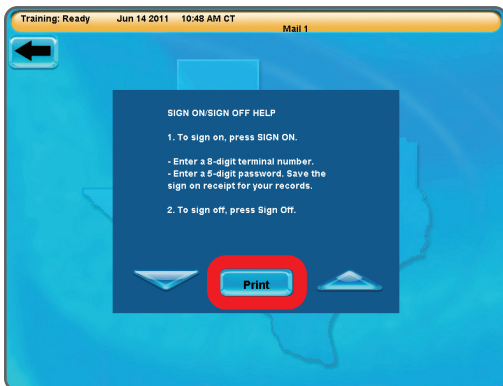 Training: Ready Jun 14 2011 10:48 AM CT
Mail 1
SIGN ON/SIGN OFF HELP
1. To sign on, press SIGN ON.
- Enter a 8-digit terminal number.
- Enter a 5-digit password. Save the
sign on receipt for your records.
2. To sign off, press Sign Off.
Print